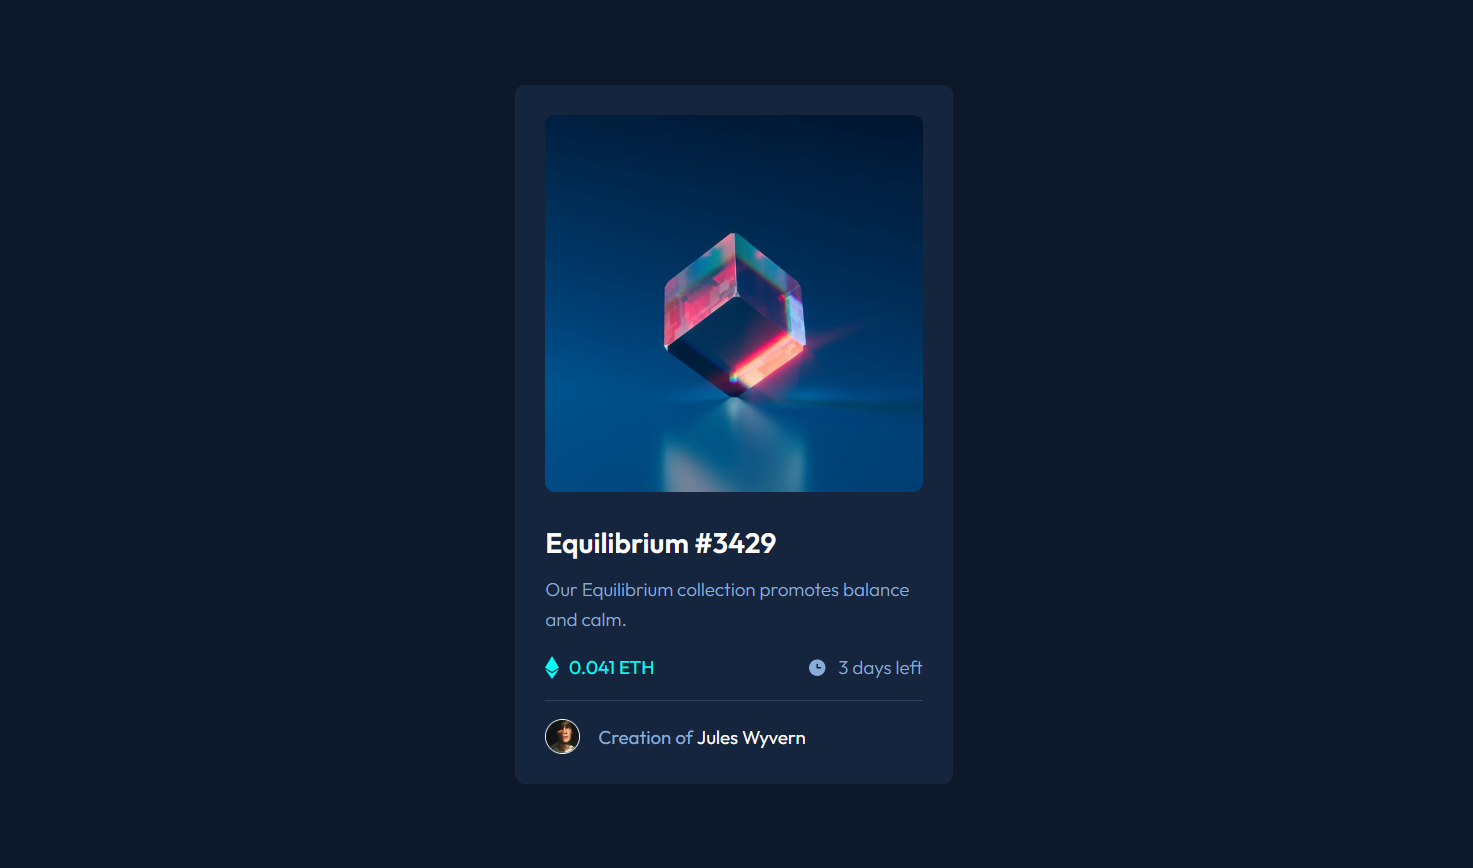 Equilibrium #3429
Our Equilibrium collection promotes balance
and calm.
0.041 ETH
3 days left
Creation of Jules Wyvern